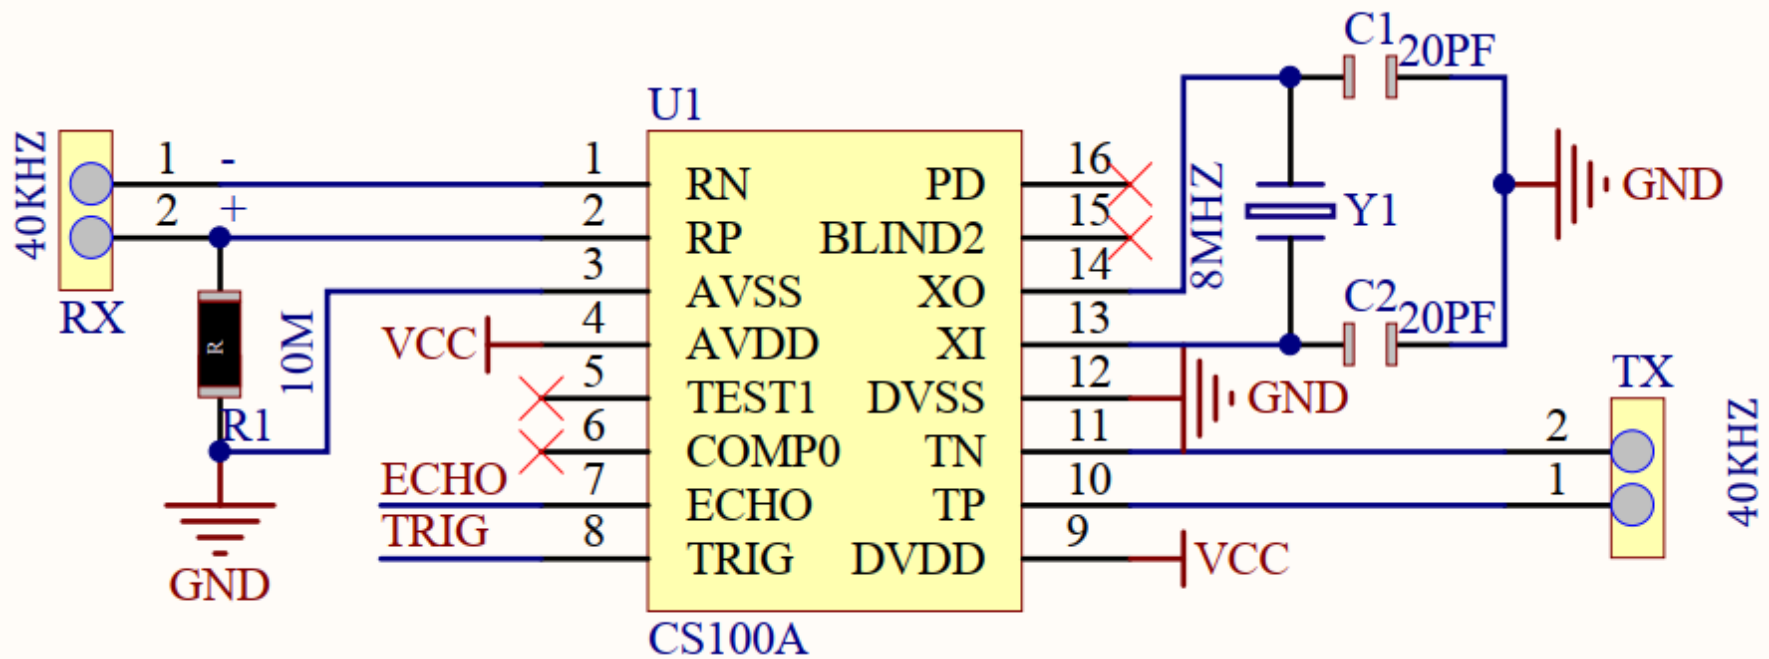 C1
20PF
U1
40KHZ
1
-
2
+
RX
R
10M
R1
GND
VCC
ECHO
TRIG
1
2
3
4
5
6
7
8
RN
RP
AVSS
AVDD
TEST1
COMP0
ECHO
TRIG
PD
BLIND2
XO
XI
DVSS
TN
TP
DVDD
16
15
14
13
12
11
10
9
CS100A
8MHZ
Y1
GND
C2
20PF
GND
VCC
TX
2
1
40KHZ